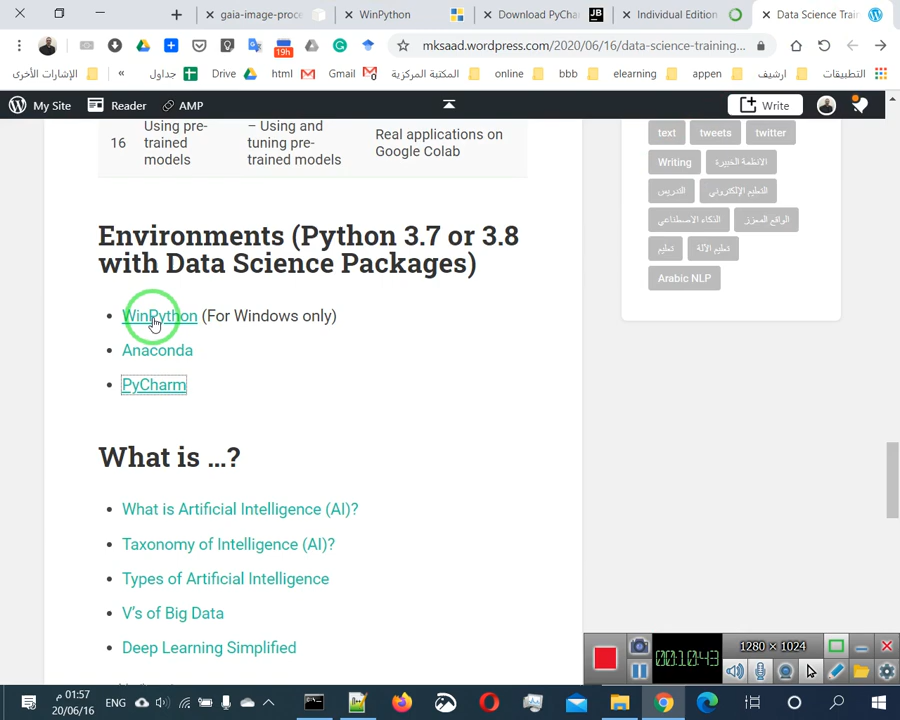 gaia-image-proce
WinPython
Download PyChar
Individual Edition
Data Science Train
19h
mksaad.wordpress.com/2020/06/16/data-science-training...
الإشارات الأخرى
«
جداول
Drive
html
Gmail
المكتبة المركزية
online
bbb
elearning
appen
ارشيف
التطبيقات
My Site
Reader
AMP
Write
16
Using pre-
trained
models
– Using and
tuning pre-
trained models
Real applications on
Google Colab
text
tweets
twitter
Writing
الانظمة الخبيرة
التدريس
التعليم الإلكتروني
الذكاء الاصطناعي
الواقع المعزز
تعليم
تعليم الآلة
Arabic NLP
Environments (Python 3.7 or 3.8
with Data Science Packages)
WinPython (For Windows only)
Anaconda
PyCharm
What is …?
What is Artificial Intelligence (AI)?
Taxonomy of Intelligence (AI)?
Types of Artificial Intelligence
V’s of Big Data
Deep Learning Simplified
00:10:43
1280 × 1024
01:57 م
20/06/16
ENG